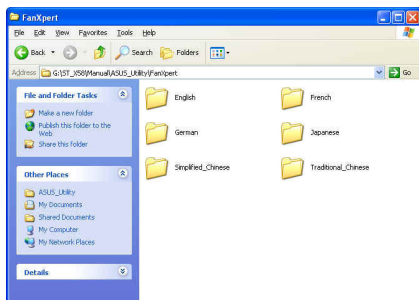 FanXpert
File Edit View Favorites Tools Help
Back Search Folders
Address G:\ST_X58\Manual\ASUS_Utility\FanXpert Go
File and Folder Tasks
Make a new folder
Publish this folder to the
Web
Share this folder
Other Places
ASUS_Utility
My Documents
Shared Documents
My Computer
My Network Places
Details
English French
German Japanese
Simplified_Chinese Traditional_Chinese